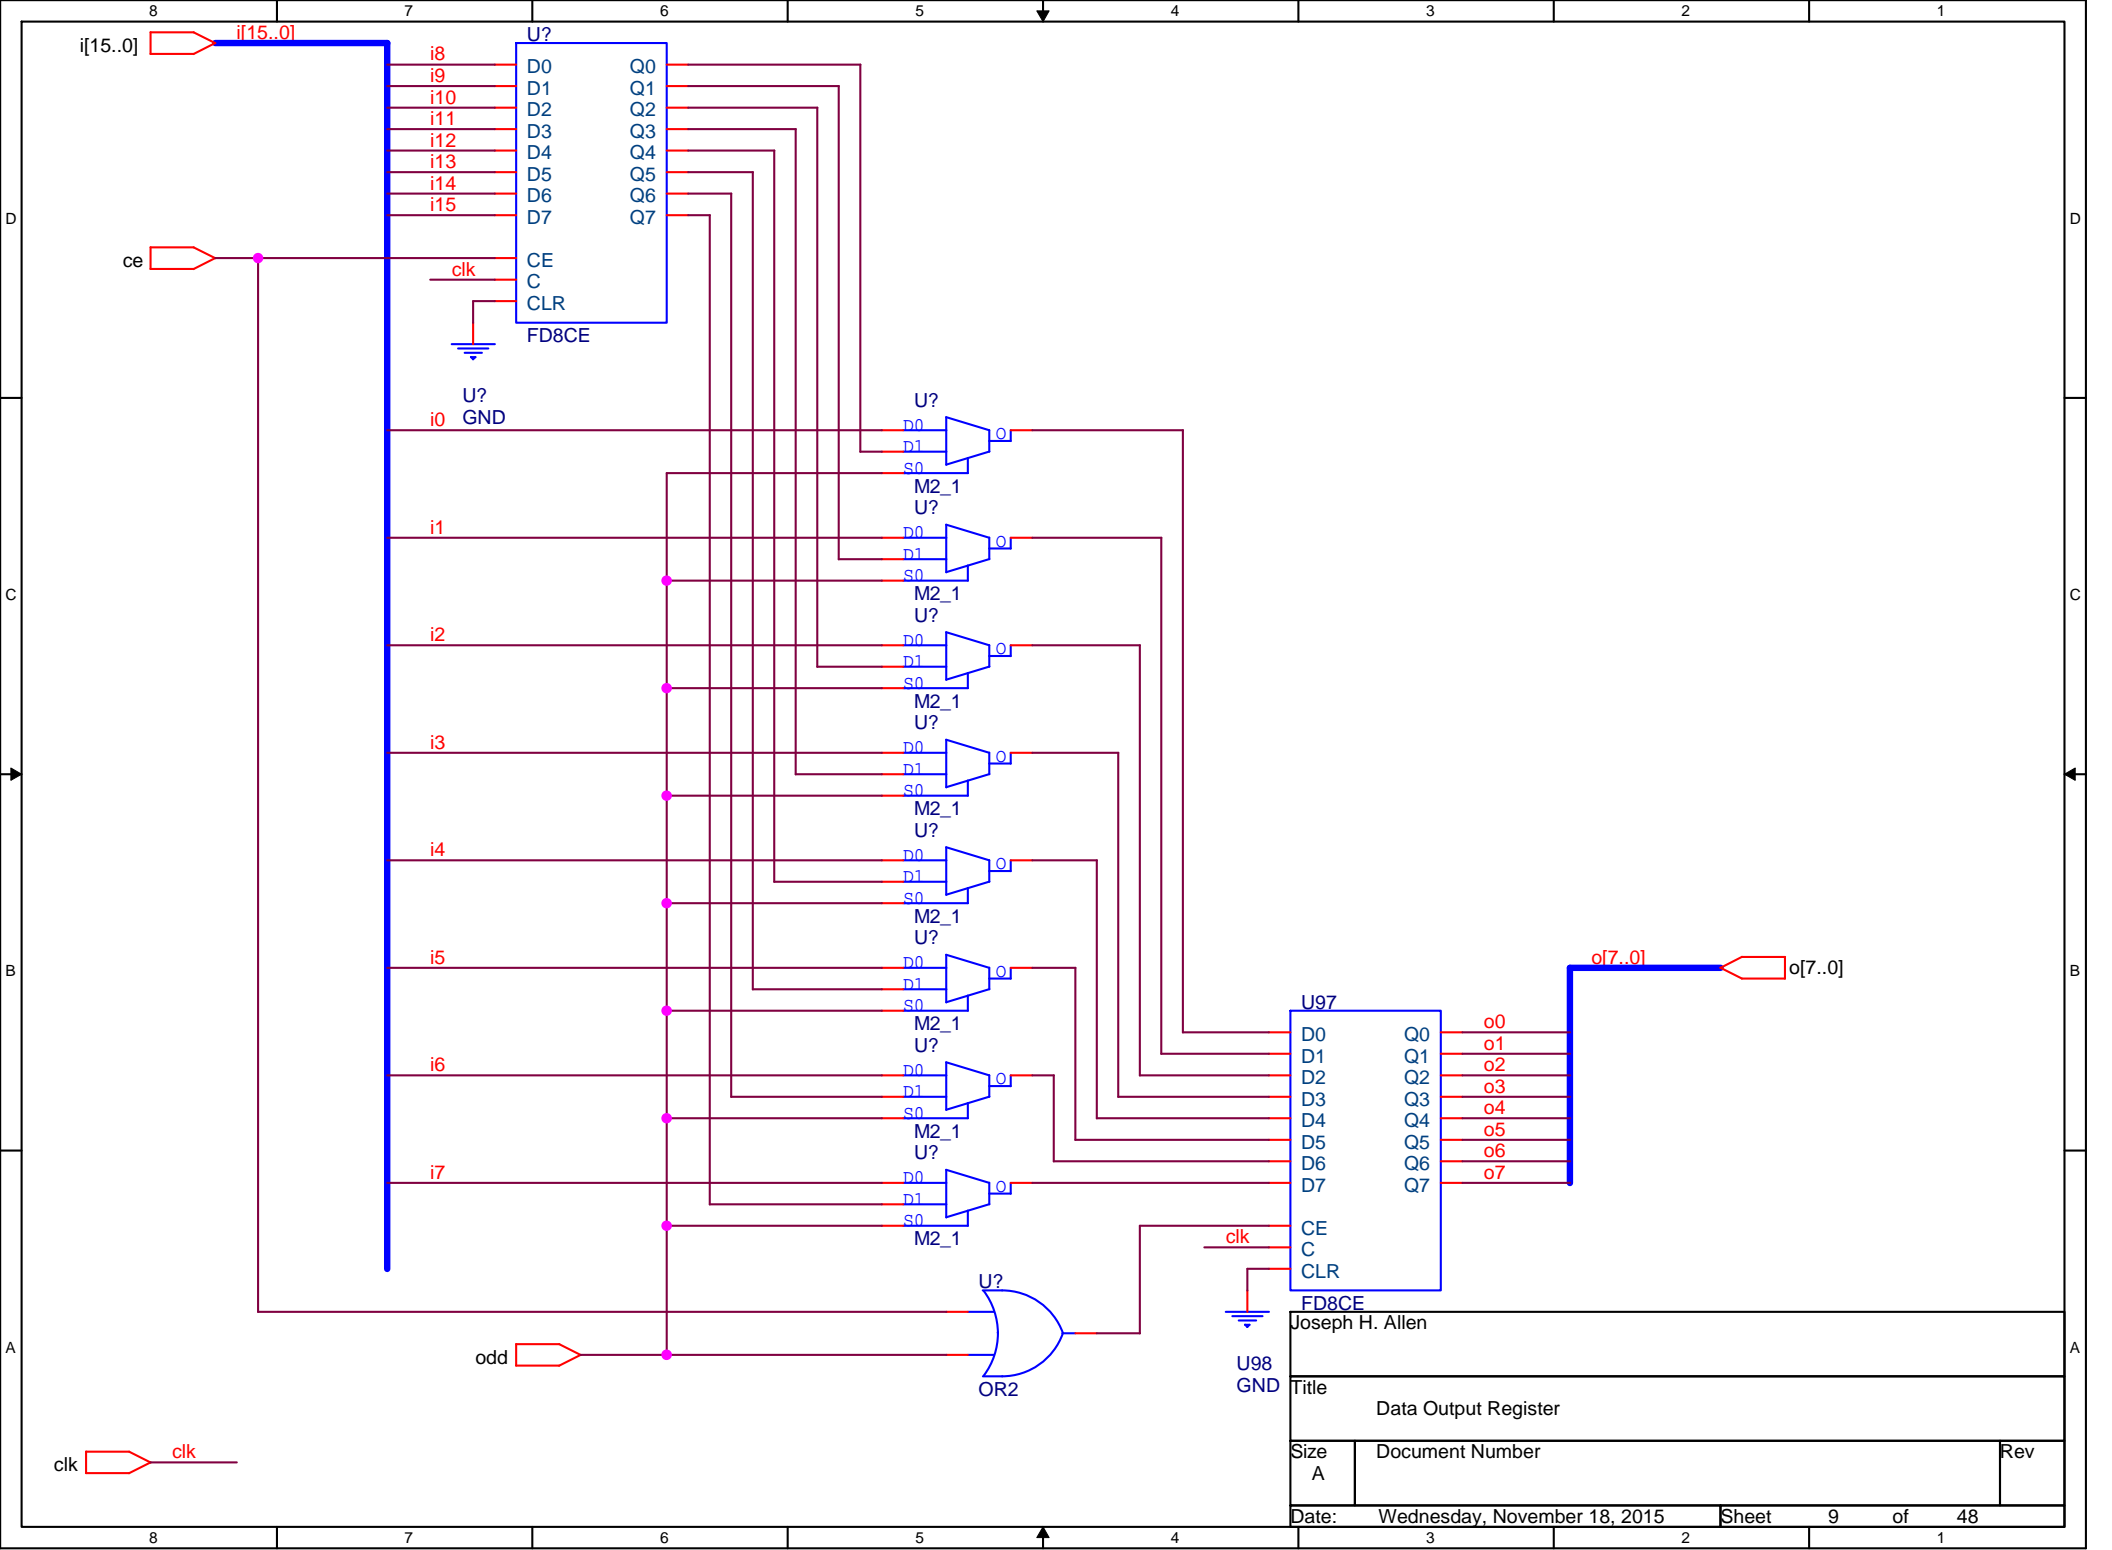 8 7 6 5 4 3 2 1
i[15..0] i[15..0]
U?
i8 D0 Q0
i9 D1 Q1
i10 D2 Q2
i11 D3 Q3
i12 D4 Q4
i13 D5 Q5
i14 D6 Q6
i15 D7 Q7
D D
ce CE
clk C
CLR
FD8CE
U?
GND
U?
i0 D0 O
D1
S0
M2_1
U?
i1 D0 O
D1
S0
M2_1
C C
U?
i2 D0 O
D1
S0
M2_1
U?
i3 D0 O
D1
S0
M2_1
U?
i4 D0 O
D1
S0
M2_1
U?
i5 D0 O
D1
S0
M2_1
B B
o[7..0] o[7..0]
U?
i6 D0 O
D1
S0
M2_1
U?
i7 D0 O
D1
S0
M2_1
U97
D0 Q0 o0
D1 Q1 o1
D2 Q2 o2
D3 Q3 o3
D4 Q4 o4
D5 Q5 o5
D6 Q6 o6
D7 Q7 o7
CE
clk C
CLR
FD8CE
U?
OR2
odd
A A
U98
GND
clk clk
Joseph H. Allen
Title
Data Output Register
Size Document Number Rev
A
Date: Wednesday, November 18, 2015 Sheet 9 of 48
8 7 6 5 4 3 2 1